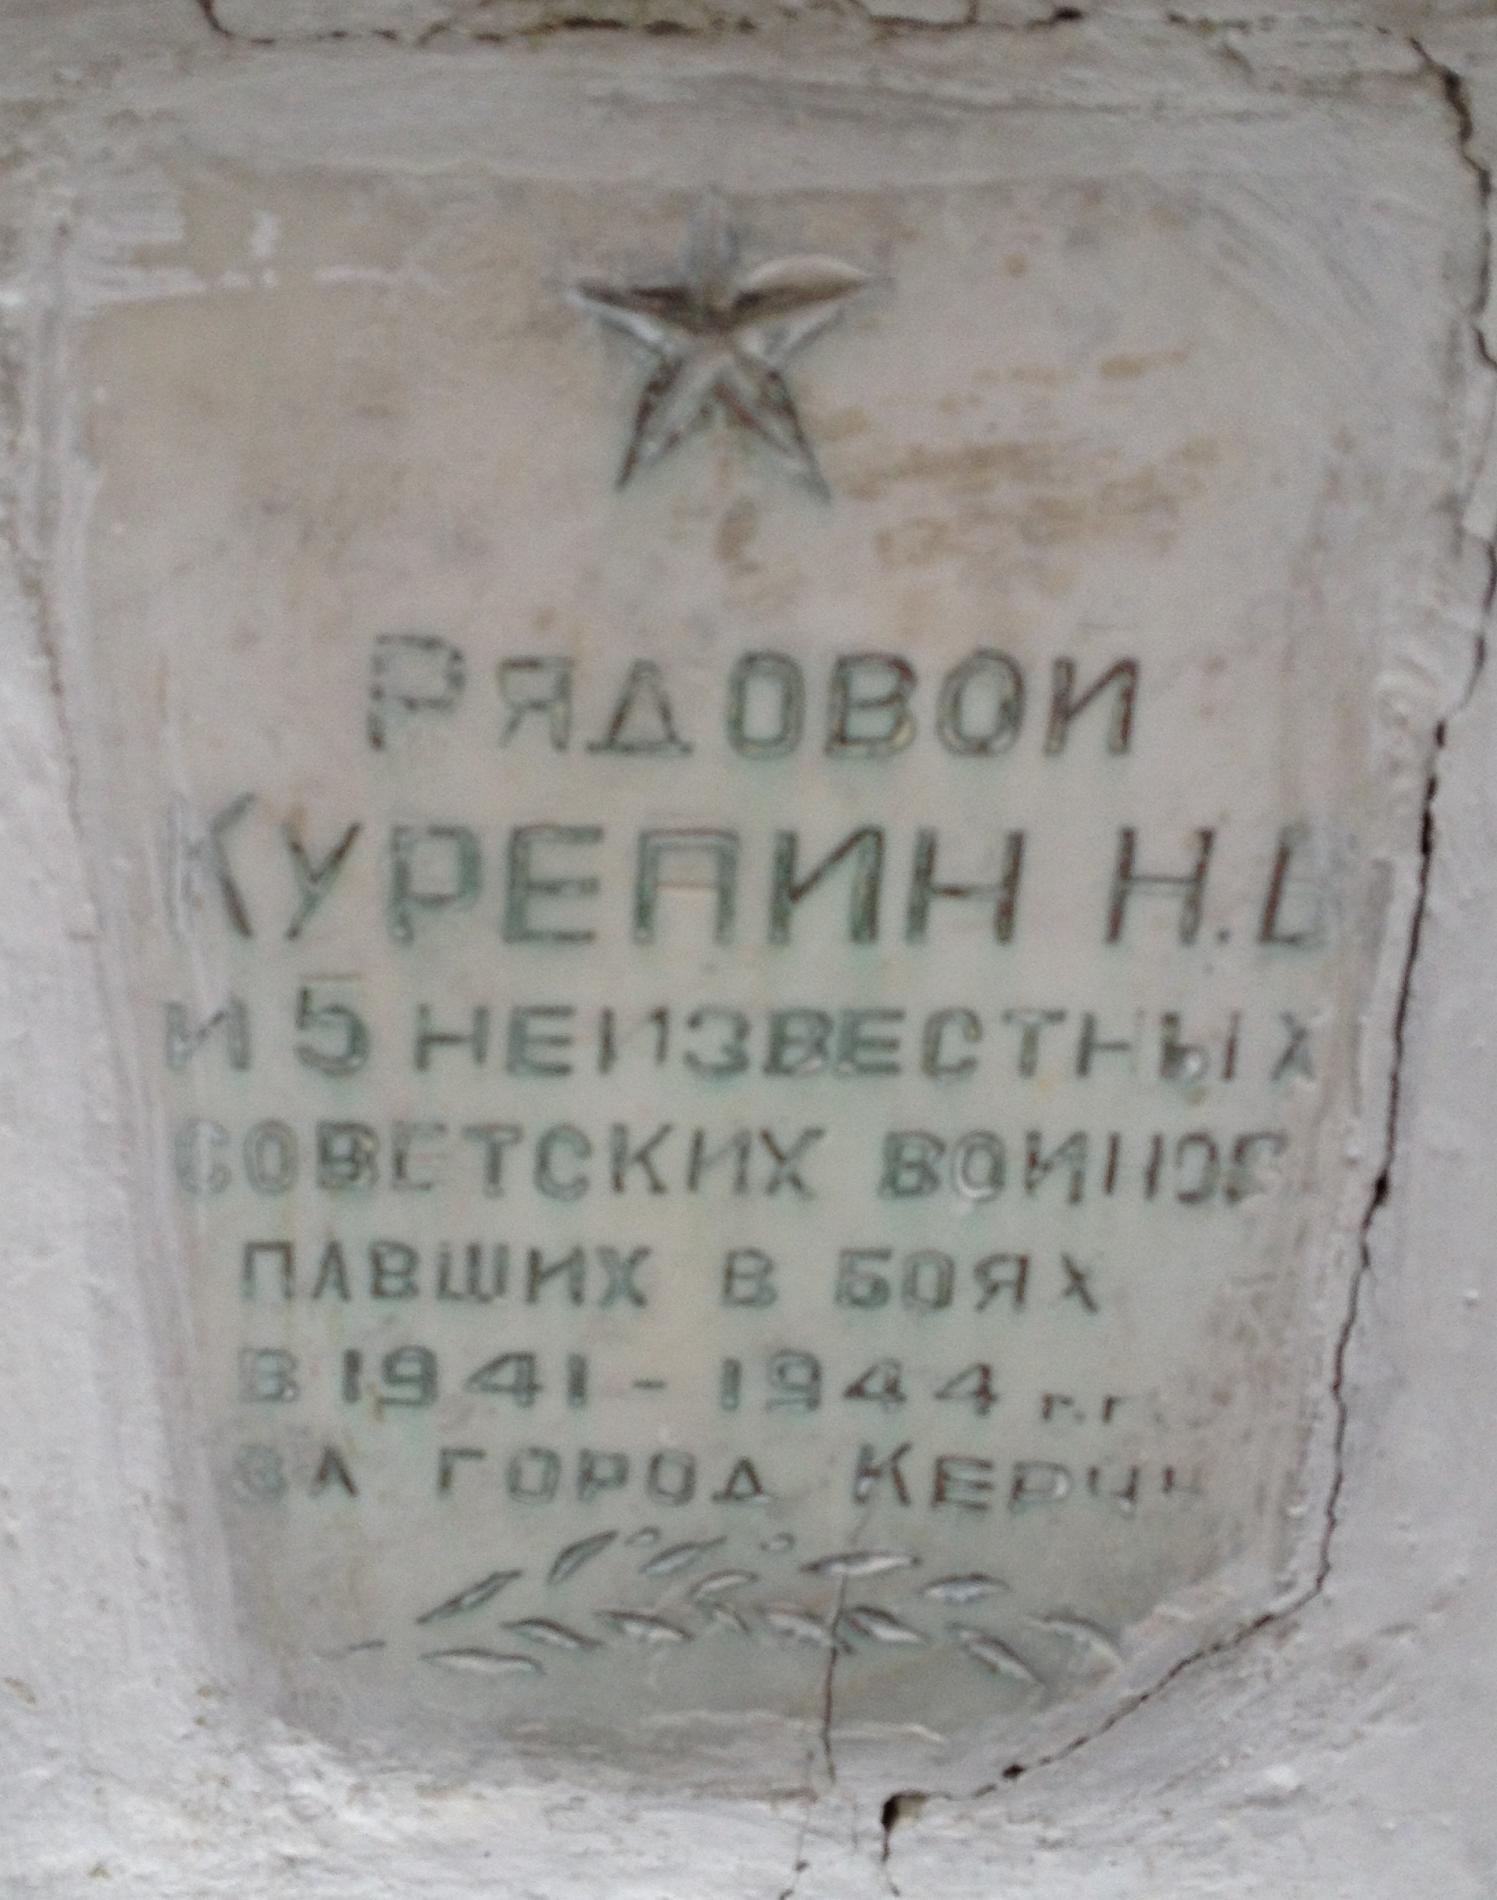 РЯДОВОЙ
КУРЕПИН Н.В
И 5 НЕИЗВЕСТНЫХ
СОВЕТСКИХ ВОИНОВ
ПАВШИХ В БОЯХ
В 1941 - 1944 г.г.
ЗА ГОРОД КЕРЧЬ